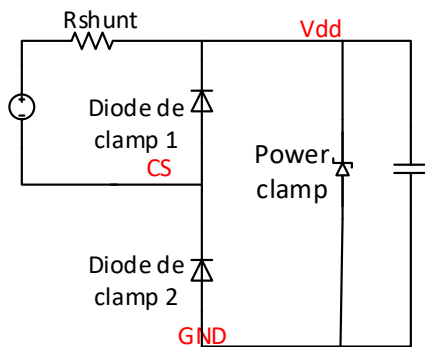 Rshunt
Vdd
Diode de
clamp 1
CS
Power
clamp
Diode de
clamp 2
GND